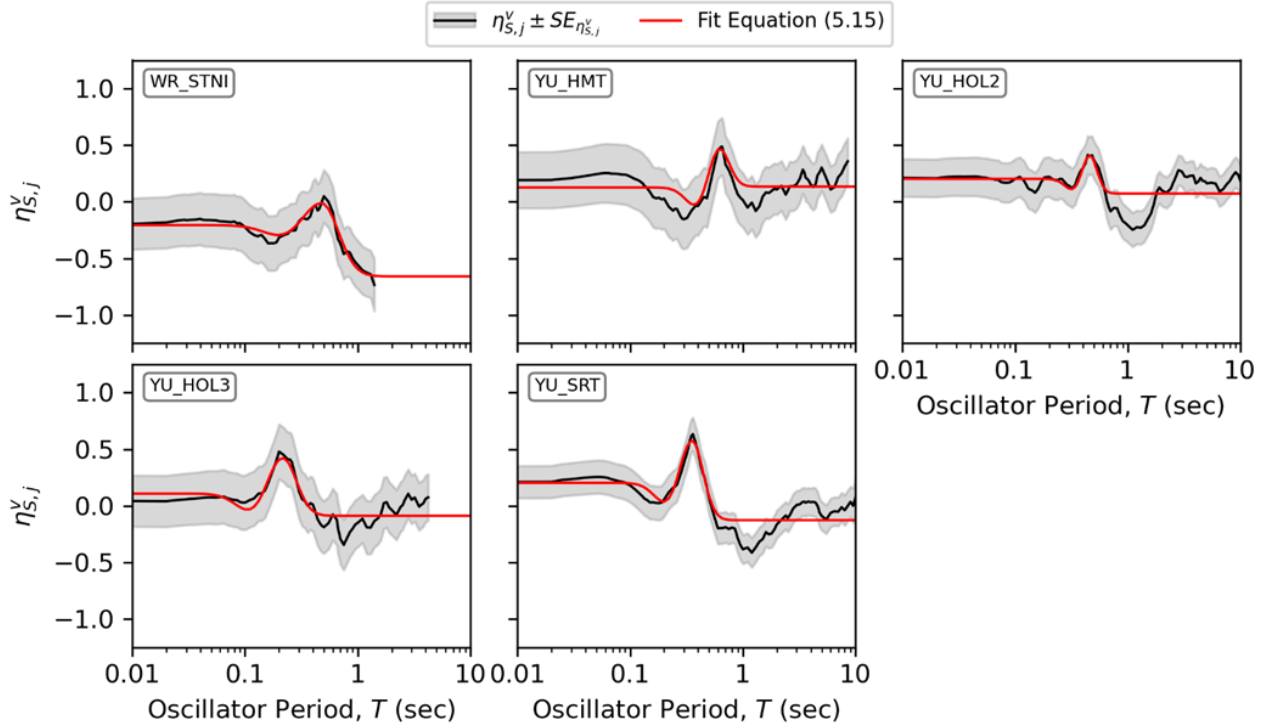 η^v_{S,j} ± SE_{η^v_{S,j}} Fit Equation (5.15)
WR_STNI YU_HMT YU_HOL2
1.0
0.5
0.0
−0.5
−1.0
η^v_{S,j}
0.01 0.1 1 10
Oscillator Period, T (sec)
YU_HOL3 YU_SRT
1.0
0.5
0.0
−0.5
−1.0
η^v_{S,j}
0.01 0.1 1 10 0.01 0.1 1 10
Oscillator Period, T (sec) Oscillator Period, T (sec)